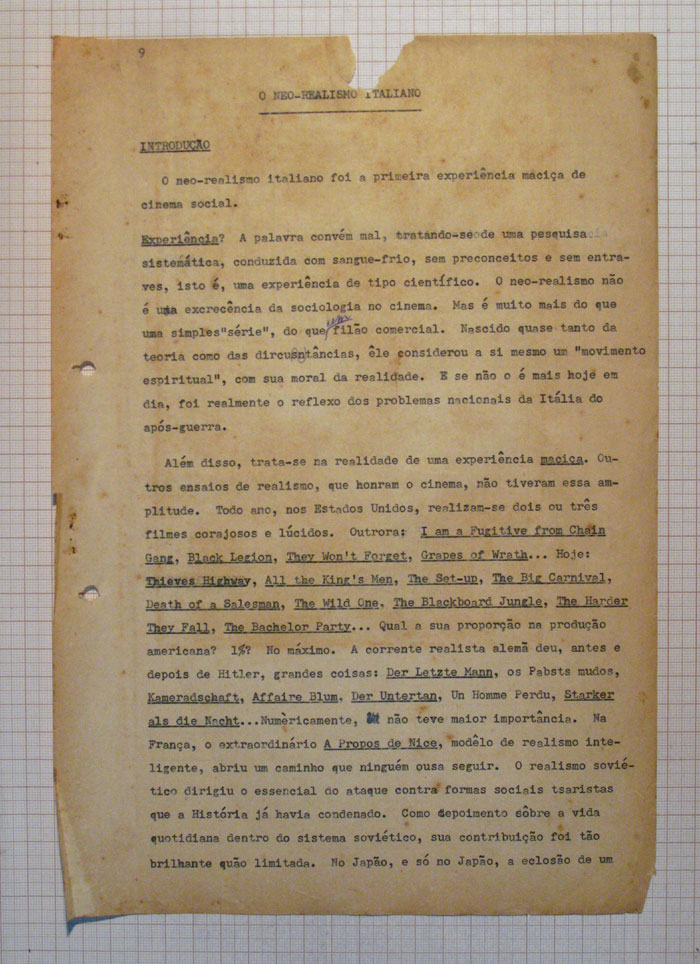 9
O NEO-REALISMO ITALIANO
INTRODUÇÃO
O neo-realismo italiano foi a primeira experiência maciça de
cinema social.
Experiência? A palavra convém mal, tratando-seode uma pesquisa
sistemática, conduzida com sangue-frio, sem preconceitos e sem entra-
ves, isto é, uma experiência de tipo científico. O neo-realismo não
é uma excrecência da sociologia no cinema. Mas é muito mais do que
uma simples"série", do que filão comercial. Nascido quase tanto da
teoria como das dircusntâncias, êle considerou a si mesmo um "movimento
espiritual", com sua moral da realidade. E se não o é mais hoje em
dia, foi realmente o reflexo dos problemas nacionais da Itália do
após-guerra.
Além disso, trata-se na realidade de uma experiência maciça. Ou-
tros ensaios de realismo, que honram o cinema, não tiveram essa am-
plitude. Todo ano, nos Estados Unidos, realizam-se dois ou três
filmes corajosos e lúcidos. Outrora: I am a Fugitive from Chain
Gang, Black Legion, They Won't Forget, Grapes of Wrath... Hoje:
Thieves Highway, All the King's Men, The Set-up, The Big Carnival,
Death of a Salesman, The Wild One, The Blackboard Jungle, The Harder
They Fall, The Bachelor Party... Qual a sua proporção na produção
americana? 1%? No máximo. A corrente realista alemã deu, antes e
depois de Hitler, grandes coisas: Der Letzte Mann, os Pabsts mudos,
Kameradschaft, Affaire Blum, Der Untertan, Un Homme Perdu, Starker
als die Nacht...Numèricamente, não teve maior importância. Na
França, o extraordinário A Propos de Nice, modêlo de realismo inte-
ligente, abriu um caminho que ninguém ousa seguir. O realismo sovié-
tico dirigiu o essencial do ataque contra formas sociais tsaristas
que a História já havia condenado. Como depoimento sôbre a vida
quotidiana dentro do sistema soviético, sua contribuição foi tão
brilhante quão limitada. No Japão, e só no Japão, a eclosão de um